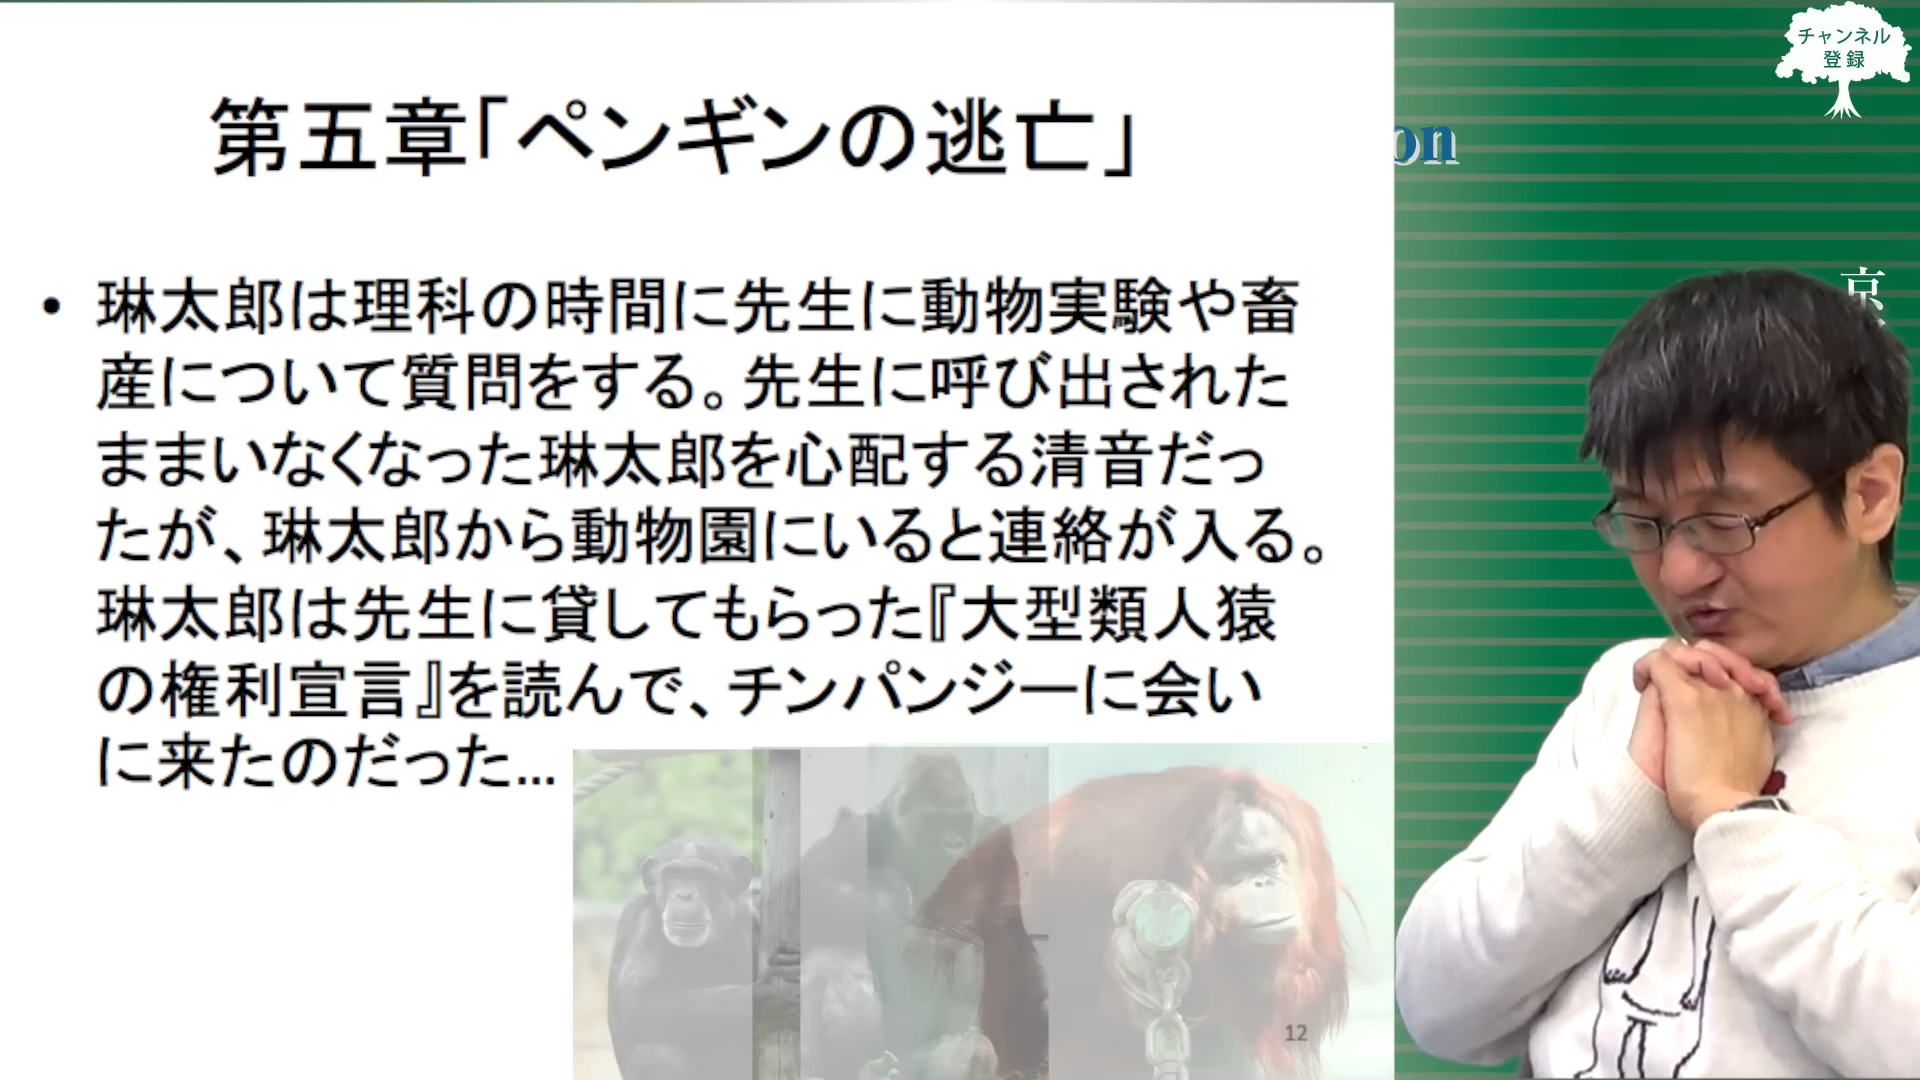 チャンネル
登録
第五章「ペンギンの逃亡」
on
京
• 琳太郎は理科の時間に先生に動物実験や畜
産について質問をする。先生に呼び出された
ままいなくなった琳太郎を心配する清音だっ
たが、琳太郎から動物園にいると連絡が入る。
琳太郎は先生に貸してもらった『大型類人猿
の権利宣言』を読んで、チンパンジーに会い
に来たのだった...
12